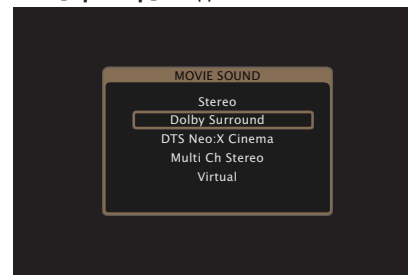 MOVIE SOUND
Stereo
Dolby Surround
DTS Neo:X Cinema
Multi Ch Stereo
Virtual